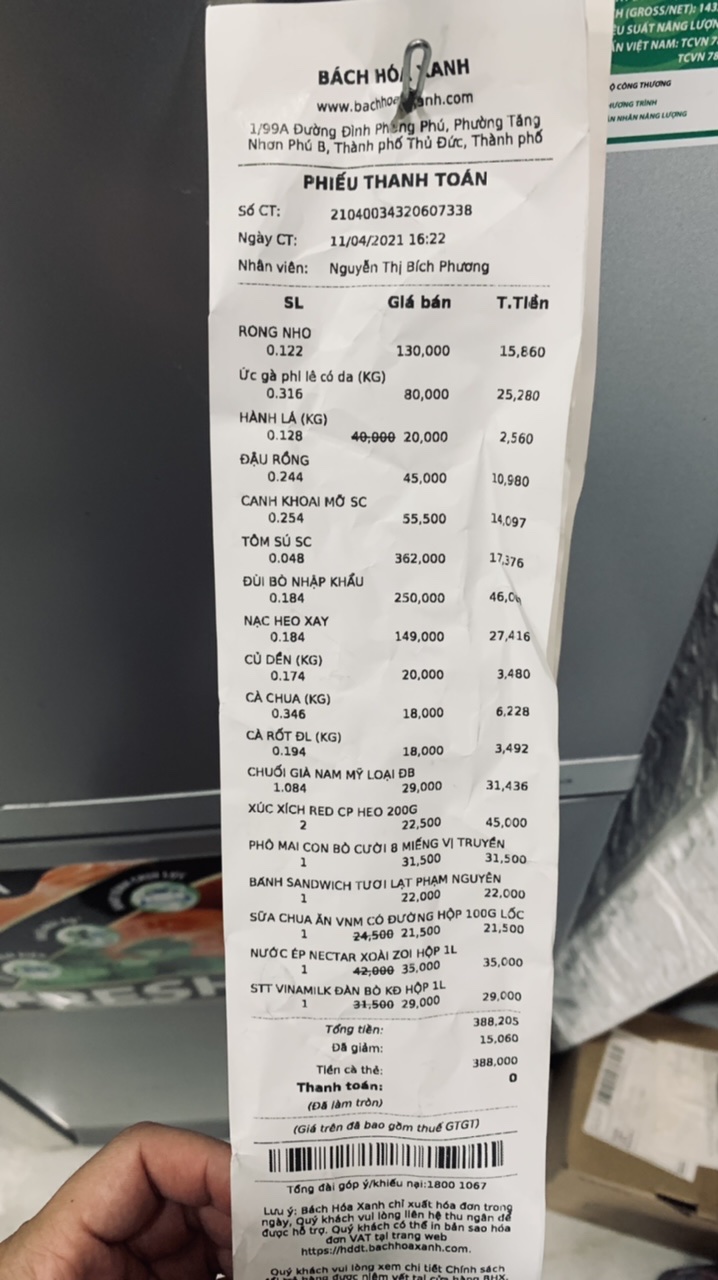 H (GROSS/NET): 143
ỆU SUẤT NĂNG LƯỢN
ẨN VIỆT NAM: TCVN 7
TCVN 78
Ộ CÔNG THƯƠNG
HƯƠNG TRÌNH
ÁN NHÃN NĂNG LƯỢNG
BÁCH HÓA XANH
www.bachhoaxanh.com
1/99A Đường Đình Phong Phú, Phường Tăng
Nhơn Phú B, Thành phố Thủ Đức, Thành phố
PHIẾU THANH TOÁN
Số CT: 21040034320607338
Ngày CT: 11/04/2021 16:22
Nhân viên: Nguyễn Thị Bích Phương
SL Giá bán T.Tiền
RONG NHO
0.122 130,000 15,860
Ức gà phi lê có da (KG)
0.316 80,000 25,280
HÀNH LÁ (KG)
0.128 40,000 20,000 2,560
ĐẬU RỒNG
0.244 45,000 10,980
CANH KHOAI MỠ SC
0.254 55,500 14,097
TÔM SÚ SC
0.048 362,000 17,376
ĐÙI BÒ NHẬP KHẨU
0.184 250,000 46,0
NẠC HEO XAY
0.184 149,000 27,416
CỦ DỀN (KG)
0.174 20,000 3,480
CÀ CHUA (KG)
0.346 18,000 6,228
CÀ RỐT ĐL (KG)
0.194 18,000 3,492
CHUỐI GIÀ NAM MỸ LOẠI ĐB
1.084 29,000 31,436
XÚC XÍCH RED CP HEO 200G
2 22,500 45,000
PHÔ MAI CON BÒ CƯỜI 8 MIẾNG VỊ TRUYỀN
1 31,500 31,500
BÁNH SANDWICH TƯƠI LẠT PHẠM NGUYÊN
1 22,000 22,000
SỮA CHUA ĂN VNM CÓ ĐƯỜNG HỘP 100G LỐC
1 24,500 21,500 21,500
NƯỚC ÉP NECTAR XOÀI ZOI HỘP 1L
1 42,000 35,000 35,000
STT VINAMILK ĐÀN BÒ KĐ HỘP 1L
1 31,500 29,000 29,000
Tổng tiền: 388,205
Đã giảm: 15,060
Tiền cà thẻ: 388,000
Thanh toán: 0
(Đã làm tròn)
(Giá trên đã bao gồm thuế GTGT)
Tổng đài góp ý/khiếu nại:1800 1067
Lưu ý: Bách Hóa Xanh chỉ xuất hóa đơn trong
ngày, Quý khách vui lòng liên hệ thu ngân để
được hỗ trợ. Quý khách có thể in bản sao hóa
đơn VAT tại trang web
https://hddt.bachhoaxanh.com.
Quý khách vui lòng xem chi tiết Chính sách
đổi trả hàng được niêm yết tại cửa hàng BHX.
FRESH